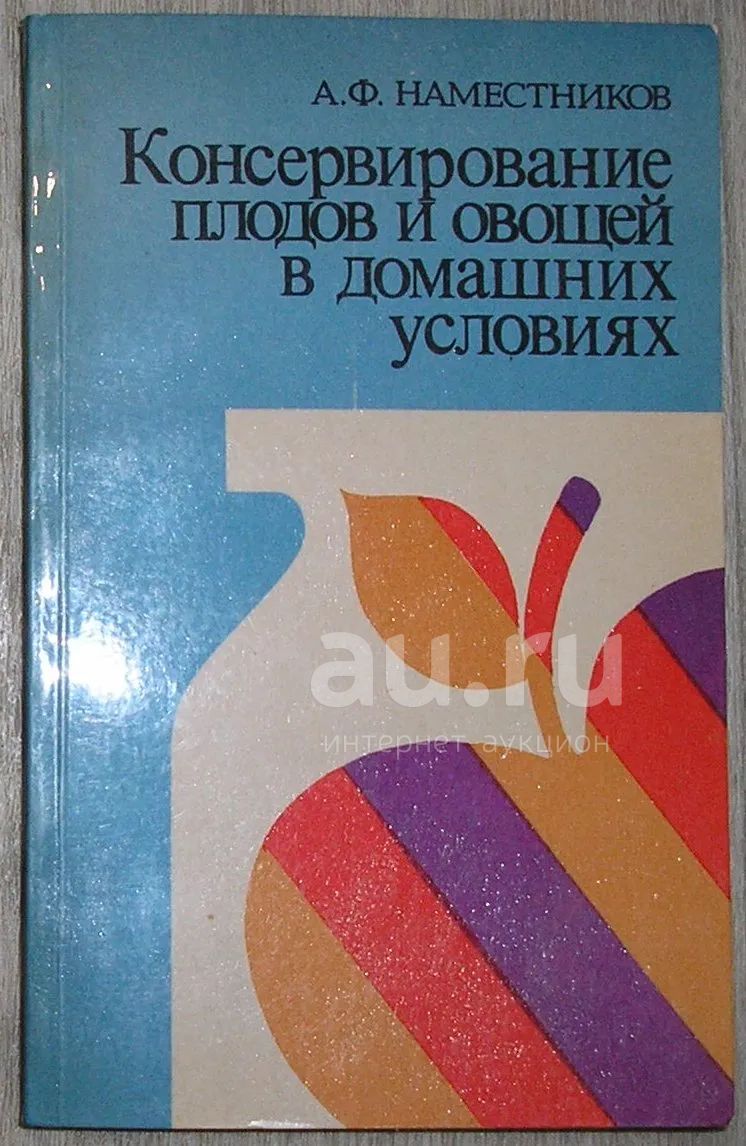 А.Ф. НАМЕСТНИКОВ
Консервирование
плодов и овощей
в домашних
условиях
au.ru
интернет аукцион